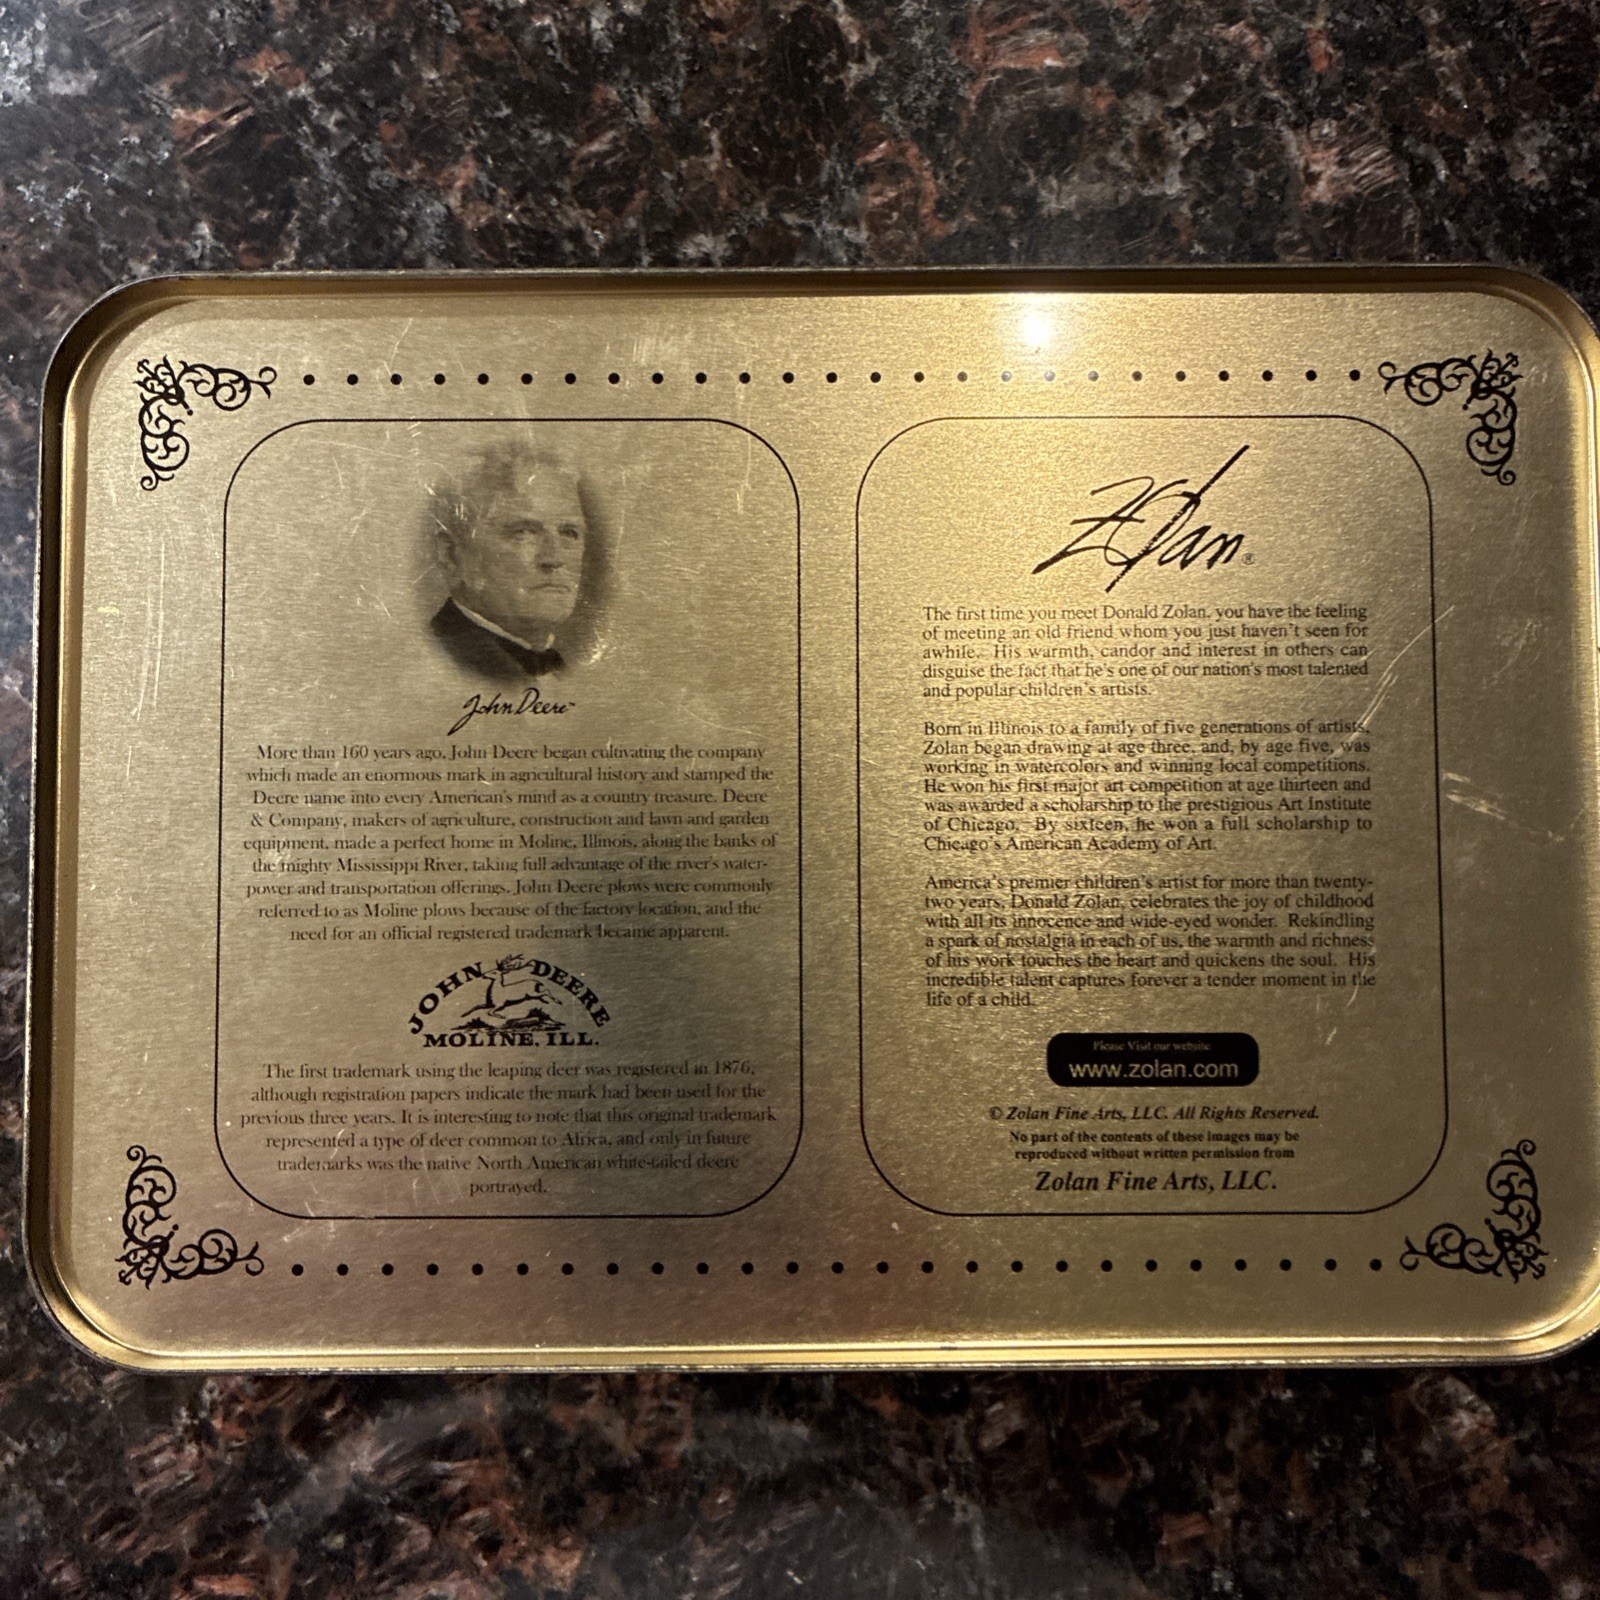 John Deere™
More than 160 years ago, John Deere began cultivating the company
which made an enormous mark in agricultural history and stamped the
Deere name into every American's mind as a country treasure. Deere
& Company, makers of agriculture, construction and lawn and garden
equipment, made a perfect home in Moline, Illinois, along the banks of
the mighty Mississippi River, taking full advantage of the river's water-
power and transportation offerings. John Deere plows were commonly
referred to as Moline plows because of the factory location, and the
need for an official registered trademark became apparent.
JOHN DEERE
MOLINE, ILL.
The first trademark using the leaping deer was registered in 1876,
although registration papers indicate the mark had been used for the
previous three years. It is interesting to note that this original trademark
represented a type of deer common to Africa, and only in future
trademarks was the native North American white-tailed deere
portrayed.
Zolan®
The first time you meet Donald Zolan, you have the feeling
of meeting an old friend whom you just haven't seen for
awhile. His warmth, candor and interest in others can
disguise the fact that he's one of our nation's most talented
and popular children's artists.
Born in Illinois to a family of five generations of artists,
Zolan began drawing at age three, and, by age five, was
working in watercolors and winning local competitions.
He won his first major art competition at age thirteen and
was awarded a scholarship to the prestigious Art Institute
of Chicago. By sixteen, he won a full scholarship to
Chicago's American Academy of Art.
America's premier children's artist for more than twenty-
two years, Donald Zolan, celebrates the joy of childhood
with all its innocence and wide-eyed wonder. Rekindling
a spark of nostalgia in each of us, the warmth and richness
of his work touches the heart and quickens the soul. His
incredible talent captures forever a tender moment in the
life of a child.
Please Visit our website
www.zolan.com
© Zolan Fine Arts, LLC. All Rights Reserved.
No part of the contents of these images may be
reproduced without written permission from
Zolan Fine Arts, LLC.